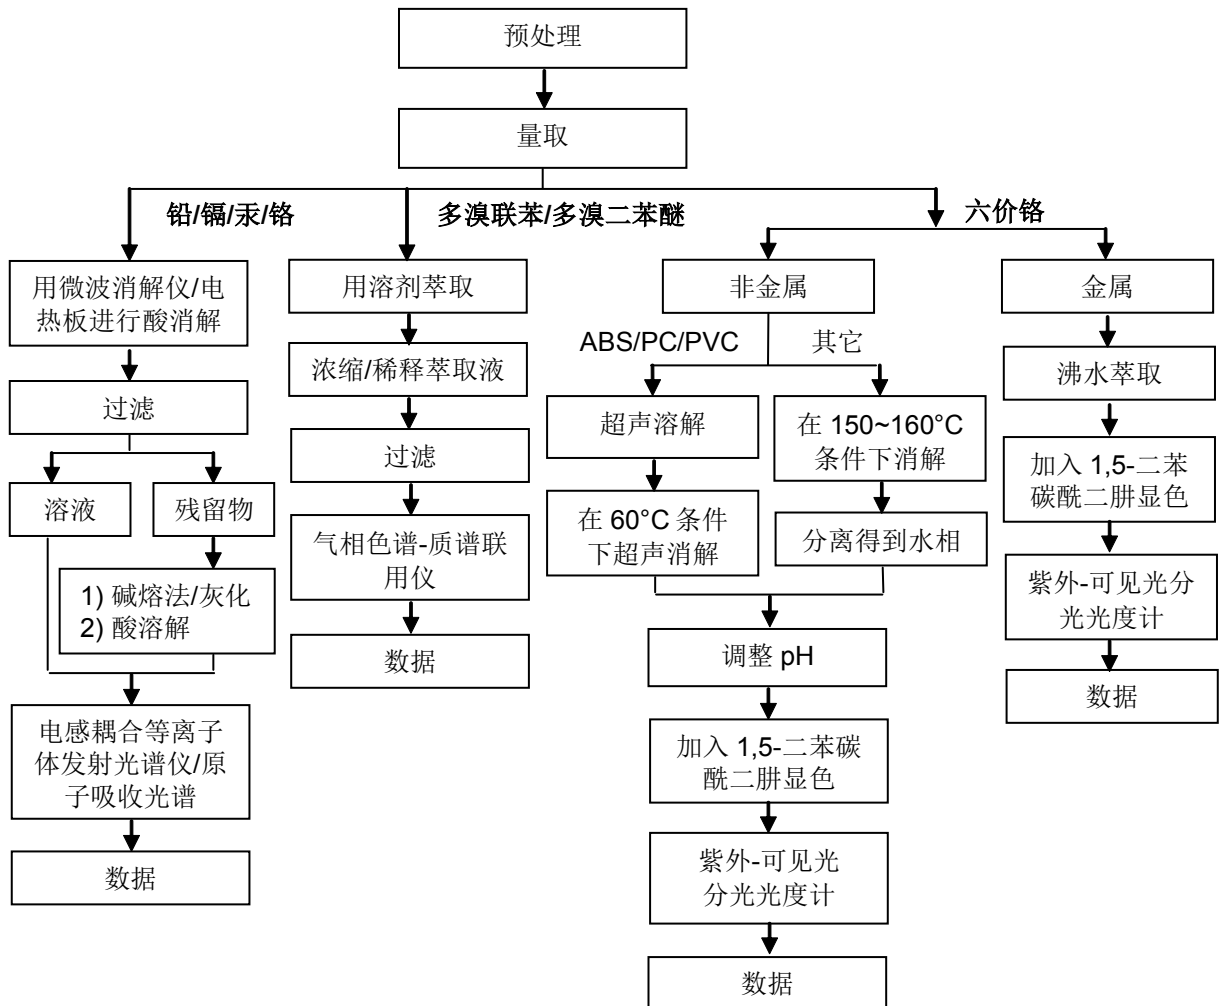 预处理
量取
铅/镉/汞/铬
多溴联苯/多溴二苯醚
六价铬
用微波消解仪/电
热板进行酸消解
过滤
溶液
残留物
1) 碱熔法/灰化
2) 酸溶解
电感耦合等离子
体发射光谱仪/原
子吸收光谱
数据
用溶剂萃取
浓缩/稀释萃取液
过滤
气相色谱-质谱联
用仪
数据
非金属
ABS/PC/PVC
其它
超声溶解
在 60°C 条件
下超声消解
在 150~160°C
条件下消解
分离得到水相
调整 pH
加入 1,5-二苯碳
酰二肼显色
紫外-可见光
分光光度计
数据
金属
沸水萃取
加入 1,5-二苯
碳酰二肼显色
紫外-可见光分
光光度计
数据